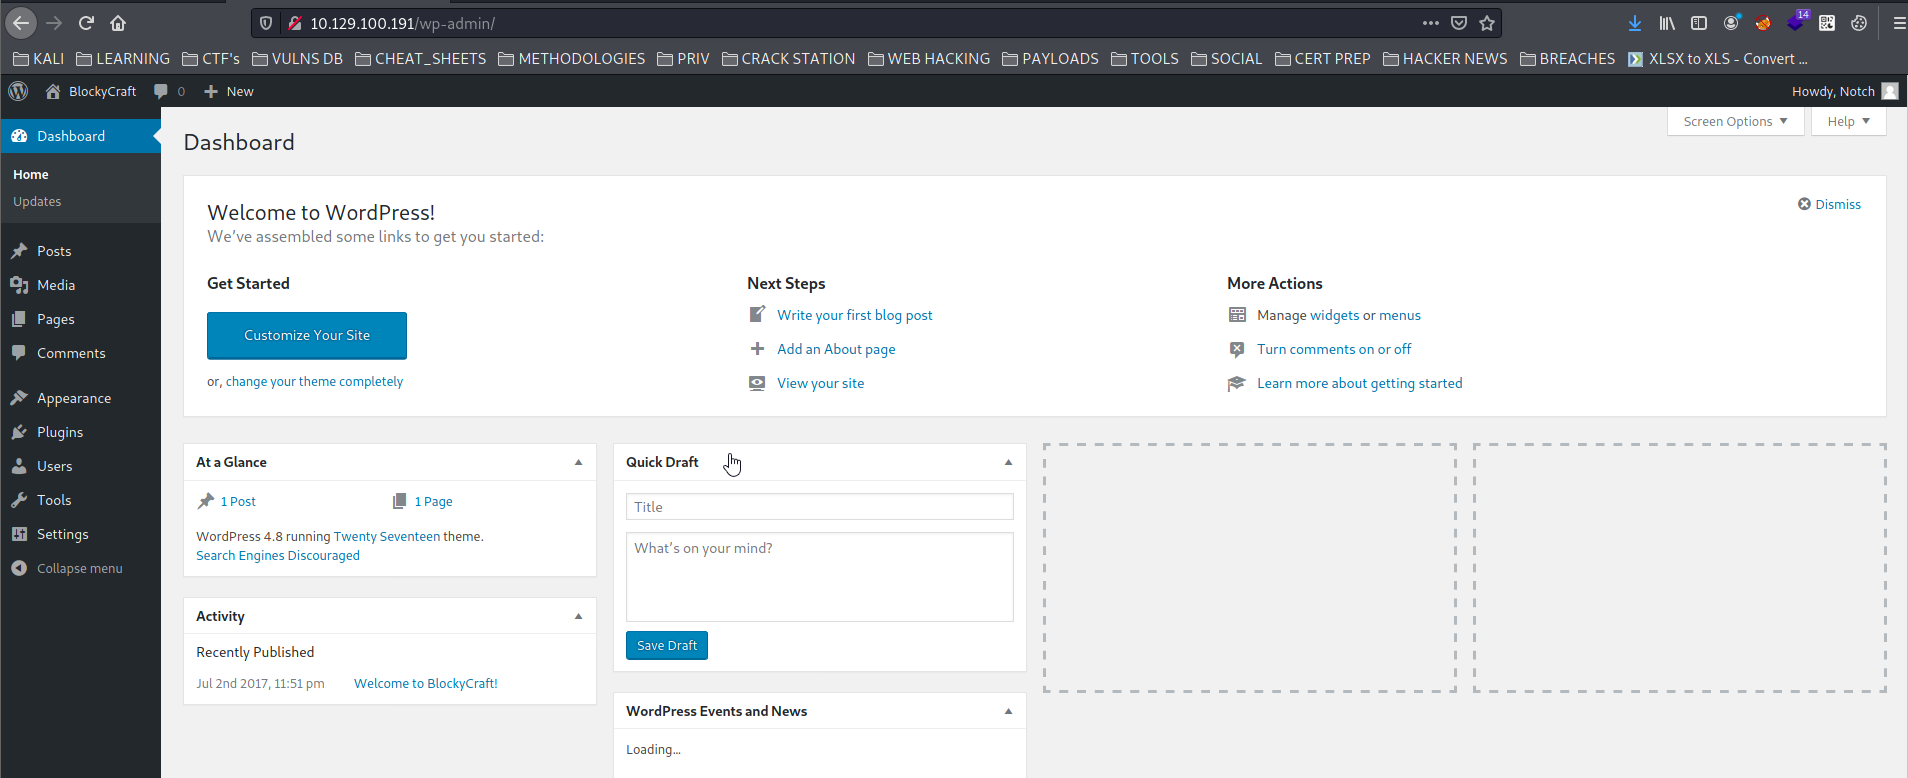 10.129.100.191/wp-admin/
14
KALI LEARNING CTF's VULNS DB CHEAT_SHEETS METHODOLOGIES PRIV CRACK STATION WEB HACKING PAYLOADS TOOLS SOCIAL CERT PREP HACKER NEWS BREACHES XLSX to XLS - Convert ...
BlockyCraft 0 New Howdy, Notch
Dashboard
Home
Updates
Posts
Media
Pages
Comments
Appearance
Plugins
Users
Tools
Settings
Collapse menu
Screen Options Help
Dashboard
Welcome to WordPress!
Dismiss
We've assembled some links to get you started:
Get Started
Customize Your Site
or, change your theme completely
Next Steps
Write your first blog post
Add an About page
View your site
More Actions
Manage widgets or menus
Turn comments on or off
Learn more about getting started
At a Glance
1 Post 1 Page
WordPress 4.8 running Twenty Seventeen theme.
Search Engines Discouraged
Activity
Recently Published
Jul 2nd 2017, 11:51 pm Welcome to BlockyCraft!
Quick Draft
Title
What's on your mind?
Save Draft
WordPress Events and News
Loading...